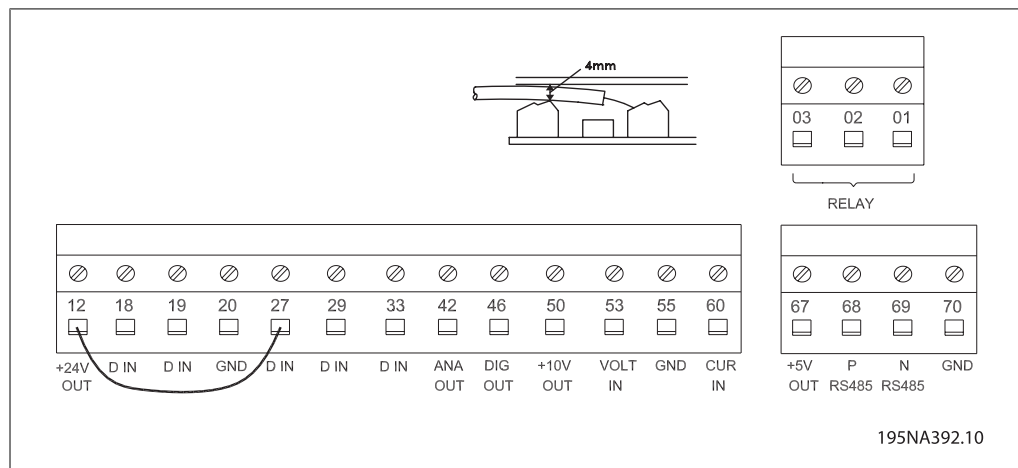 4mm
03 02 01
RELAY
12 18 19 20 27 29 33 42 46 50 53 55 60
+24V D IN D IN GND D IN D IN D IN ANA DIG +10V VOLT GND CUR
OUT OUT OUT OUT IN IN
67 68 69 70
+5V P N GND
OUT RS485 RS485
195NA392.10